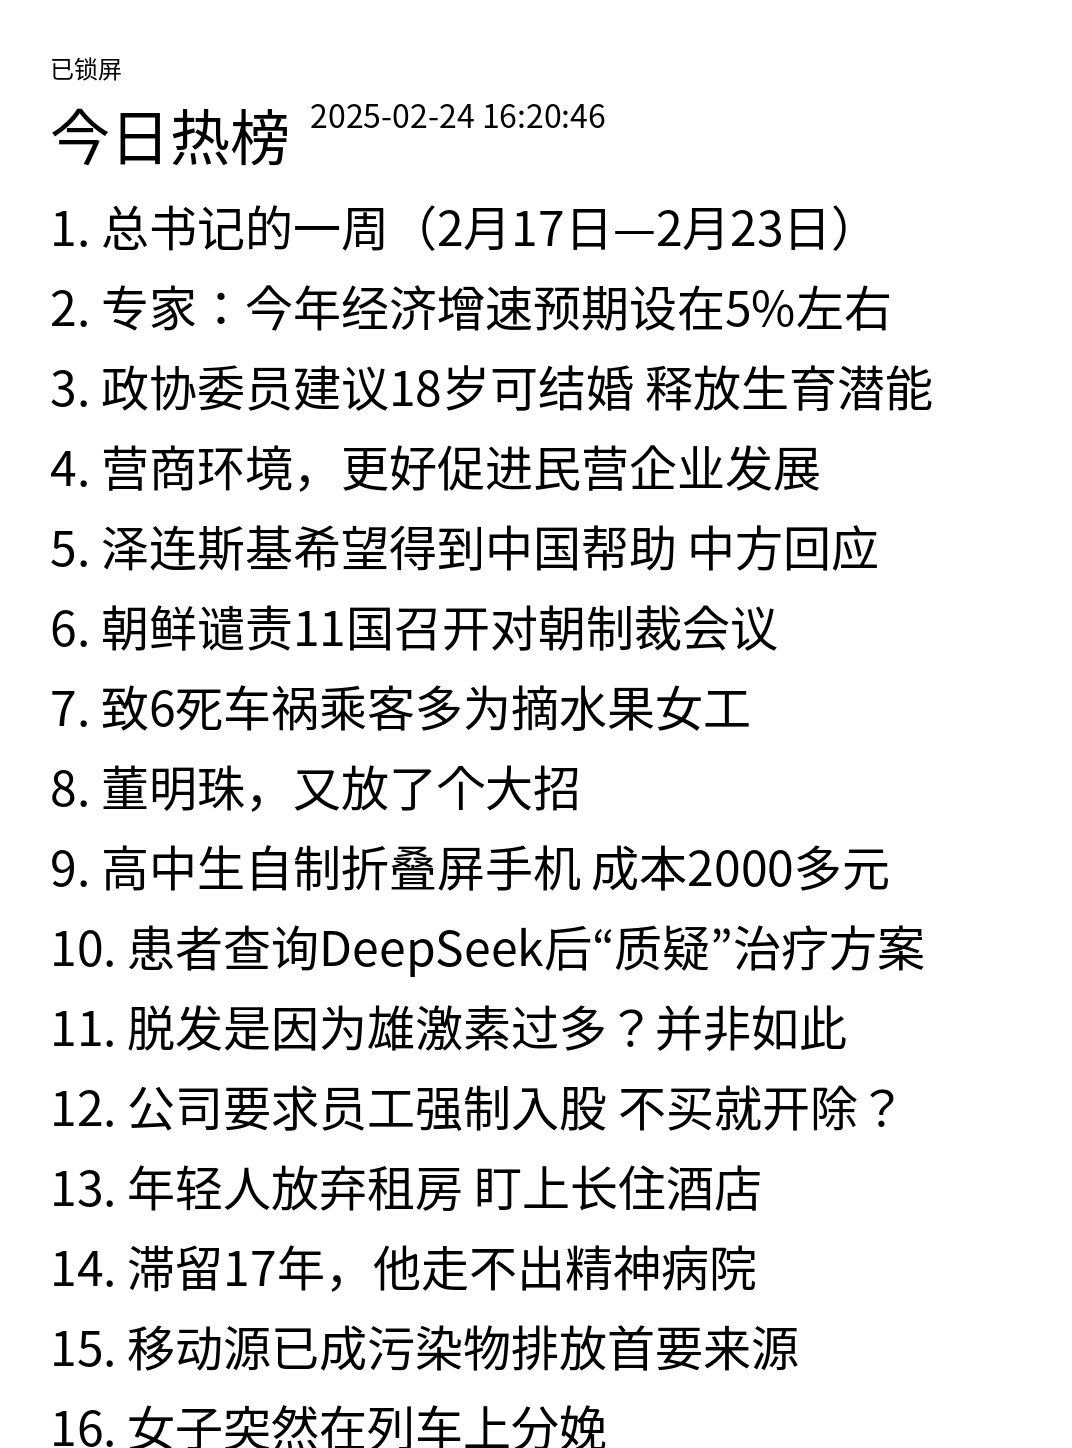 已锁屏
今日热榜 2025-02-24 16:20:46
1. 总书记的一周（2月17日—2月23日）
2. 专家：今年经济增速预期设在5%左右
3. 政协委员建议18岁可结婚 释放生育潜能
4. 营商环境，更好促进民营企业发展
5. 泽连斯基希望得到中国帮助 中方回应
6. 朝鲜谴责11国召开对朝制裁会议
7. 致6死车祸乘客多为摘水果女工
8. 董明珠，又放了个大招
9. 高中生自制折叠屏手机 成本2000多元
10. 患者查询DeepSeek后“质疑”治疗方案
11. 脱发是因为雄激素过多？并非如此
12. 公司要求员工强制入股 不买就开除？
13. 年轻人放弃租房 盯上长住酒店
14. 滞留17年，他走不出精神病院
15. 移动源已成污染物排放首要来源
16. 女子突然在列车上分娩